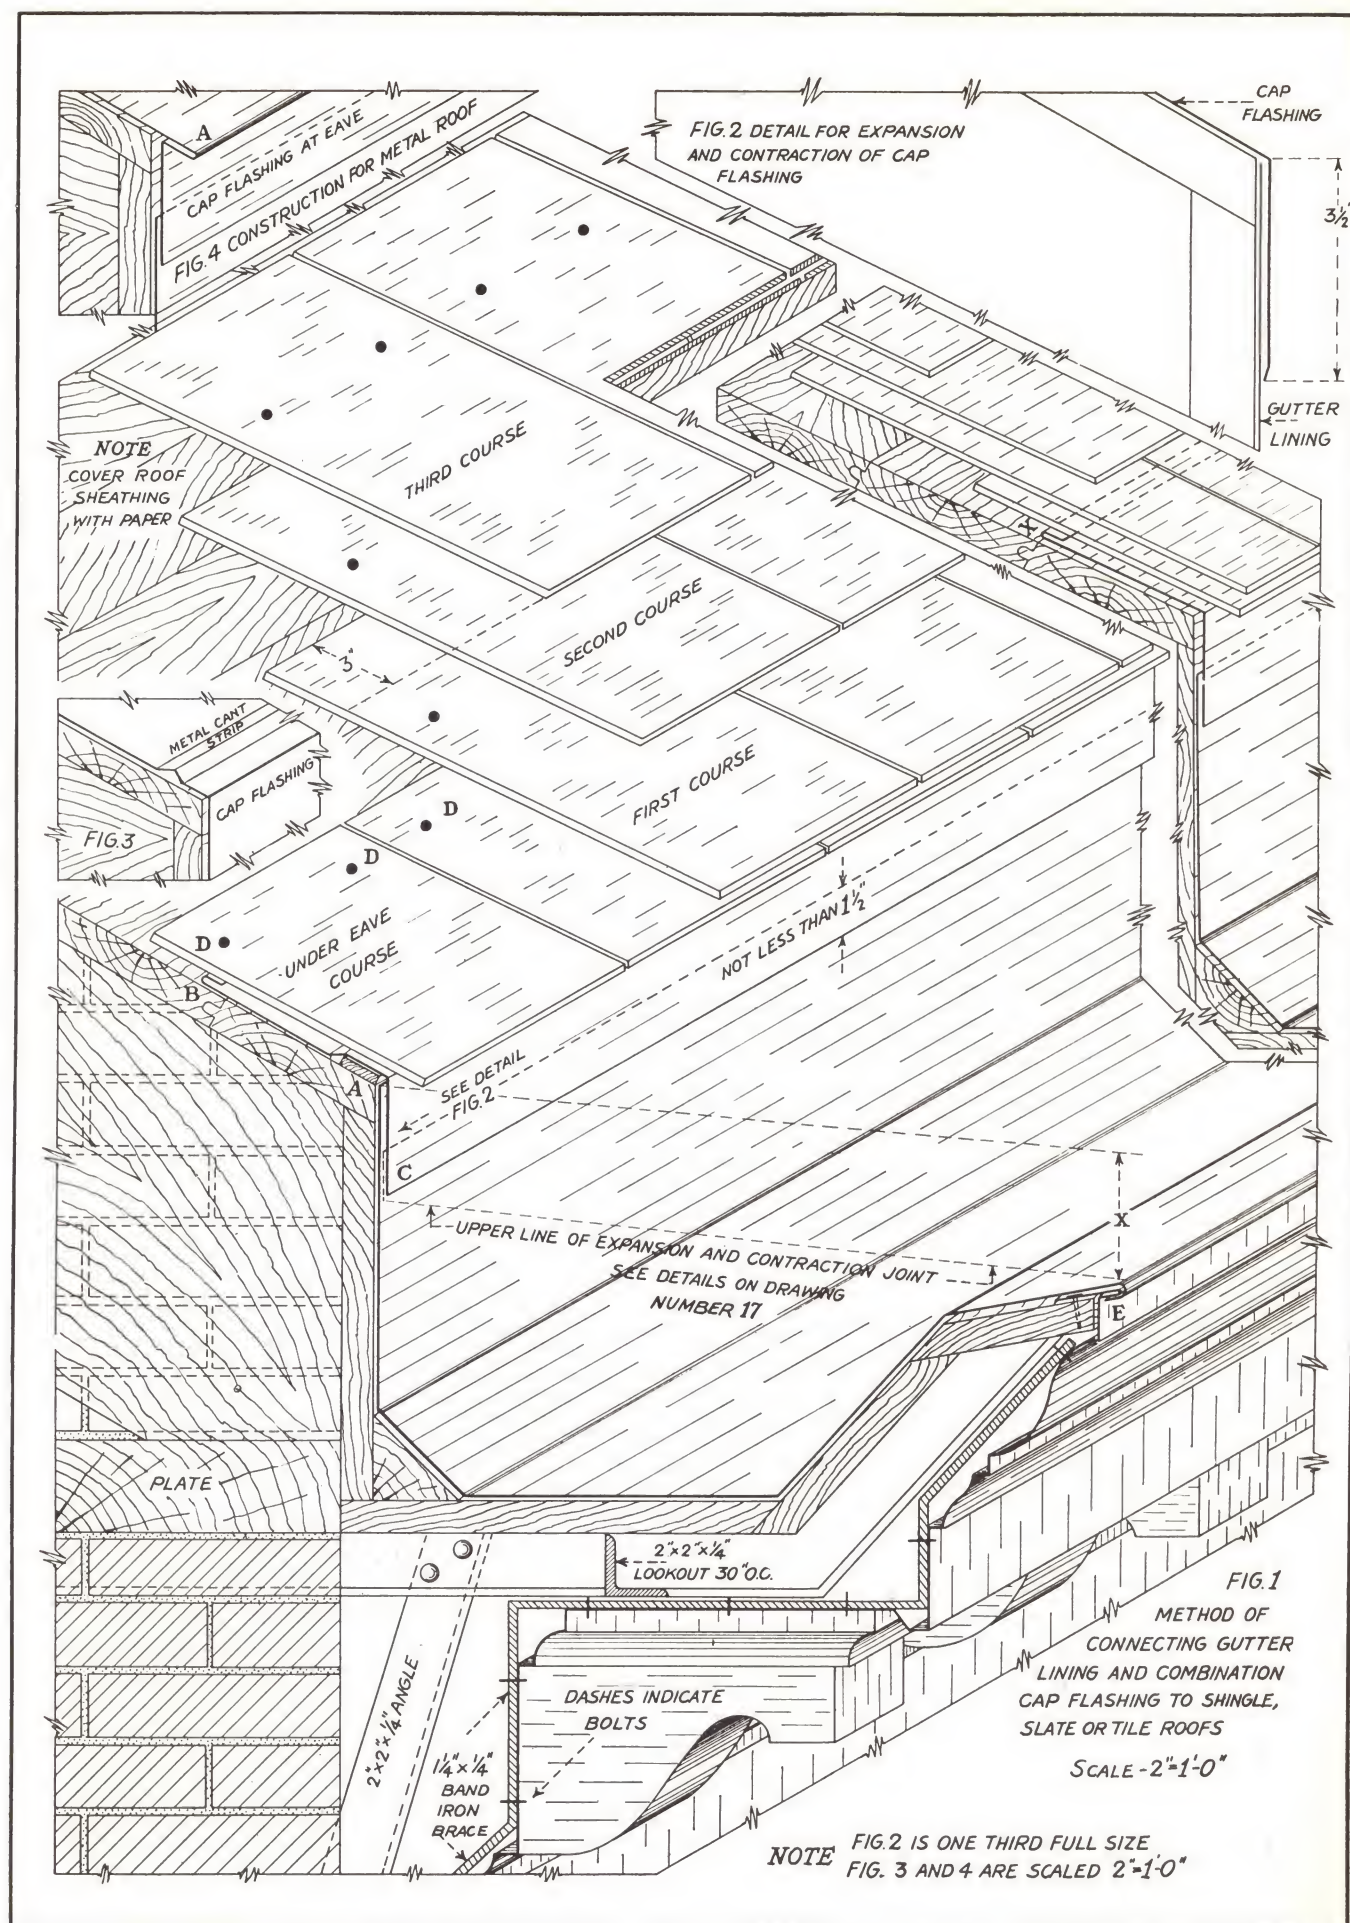 A
CAP FLASHING AT EAVE
FIG. 4 CONSTRUCTION FOR METAL ROOF
FIG. 2 DETAIL FOR EXPANSION
AND CONTRACTION OF CAP
FLASHING
CAP
FLASHING
3½"
GUTTER
LINING
NOTE
COVER ROOF
SHEATHING
WITH PAPER
THIRD COURSE
X
SECOND COURSE
3"
FIRST COURSE
METAL CANT
STRIP
CAP FLASHING
FIG. 3
D
D
D
UNDER EAVE
COURSE
NOT LESS THAN 1½"
B
A
SEE DETAIL
FIG. 2
C
X
UPPER LINE OF EXPANSION AND CONTRACTION JOINT
SEE DETAILS ON DRAWING
NUMBER 17
E
PLATE
2"x2"x¼"
LOOKOUT 30" O.C.
2"x2"x¼" ANGLE
1¼"x¼"
BAND
IRON
BRACE
DASHES INDICATE
BOLTS
FIG. 1
METHOD OF
CONNECTING GUTTER
LINING AND COMBINATION
CAP FLASHING TO SHINGLE,
SLATE OR TILE ROOFS
SCALE - 2"=1'-0"
NOTE FIG. 2 IS ONE THIRD FULL SIZE
FIG. 3 AND 4 ARE SCALED 2"=1'-0"